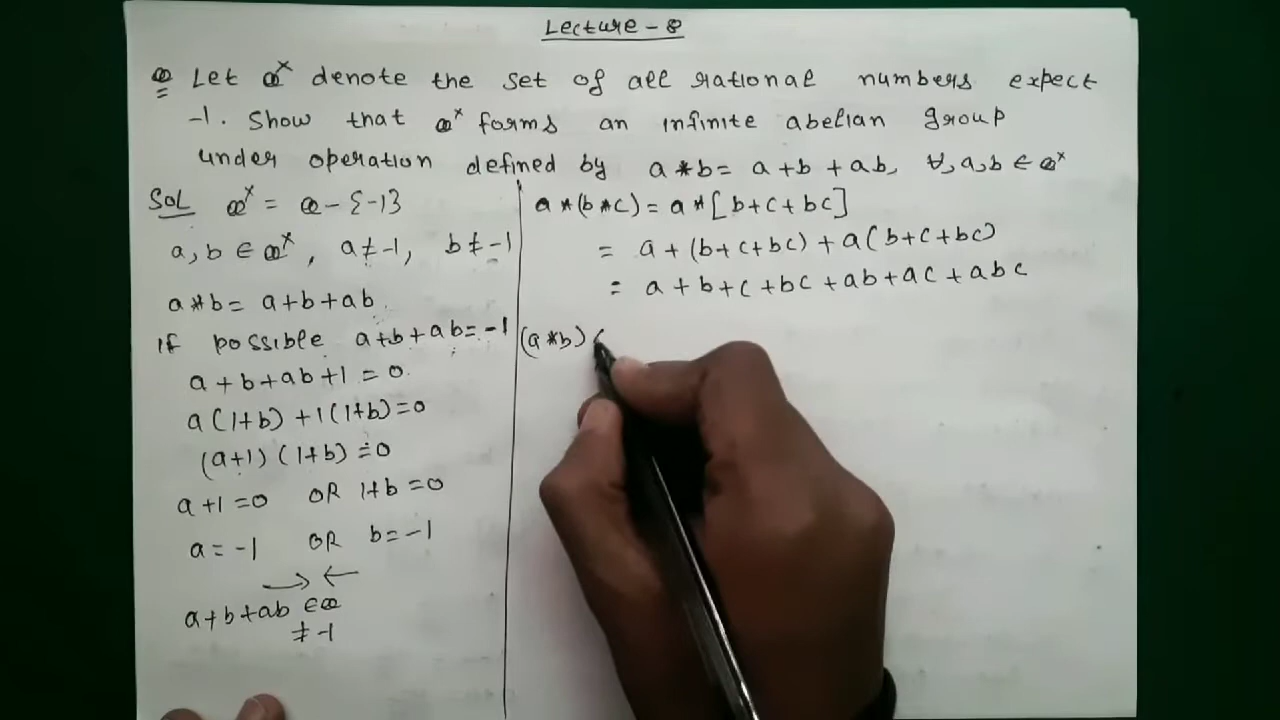 Lecture - 8
Q Let Q^x denote the set of all rational numbers expect
-1. Show that Q^x forms an infinite abelian group
under operation defined by a * b = a + b + ab, ∀, a, b ∈ Q^x
Sol Q^x = Q - {-1}
a, b ∈ Q^x, a ≠ -1, b ≠ -1
a * b = a + b + ab
If possible a + b + ab = -1
a + b + ab + 1 = 0
a(1+b) + 1(1+b) = 0
(a+1) (1+b) = 0
a + 1 = 0 OR 1+b = 0
a = -1 OR b = -1
→ ←
a + b + ab ∈ Q
≠ -1
a * (b * c) = a * [b + c + bc]
= a + (b + c + bc) + a(b + c + bc)
= a + b + c + bc + ab + ac + abc
(a * b) (